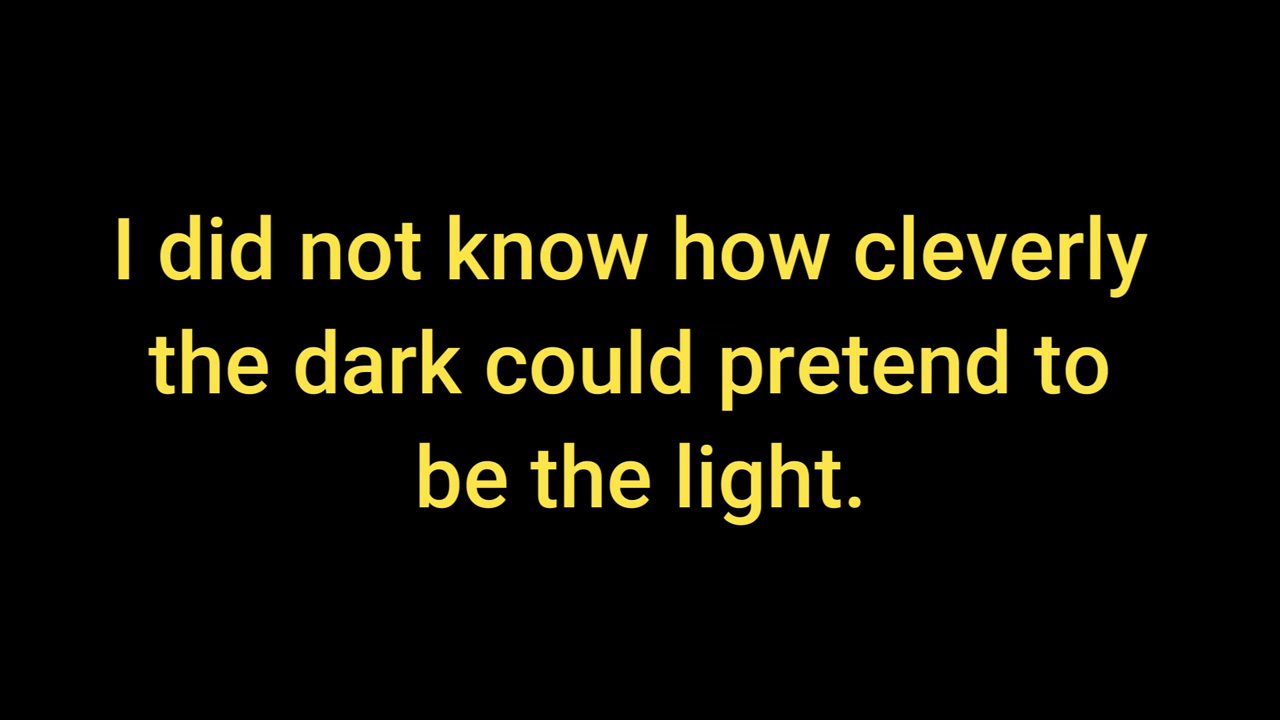 I did not know how cleverly
the dark could pretend to
be the light.